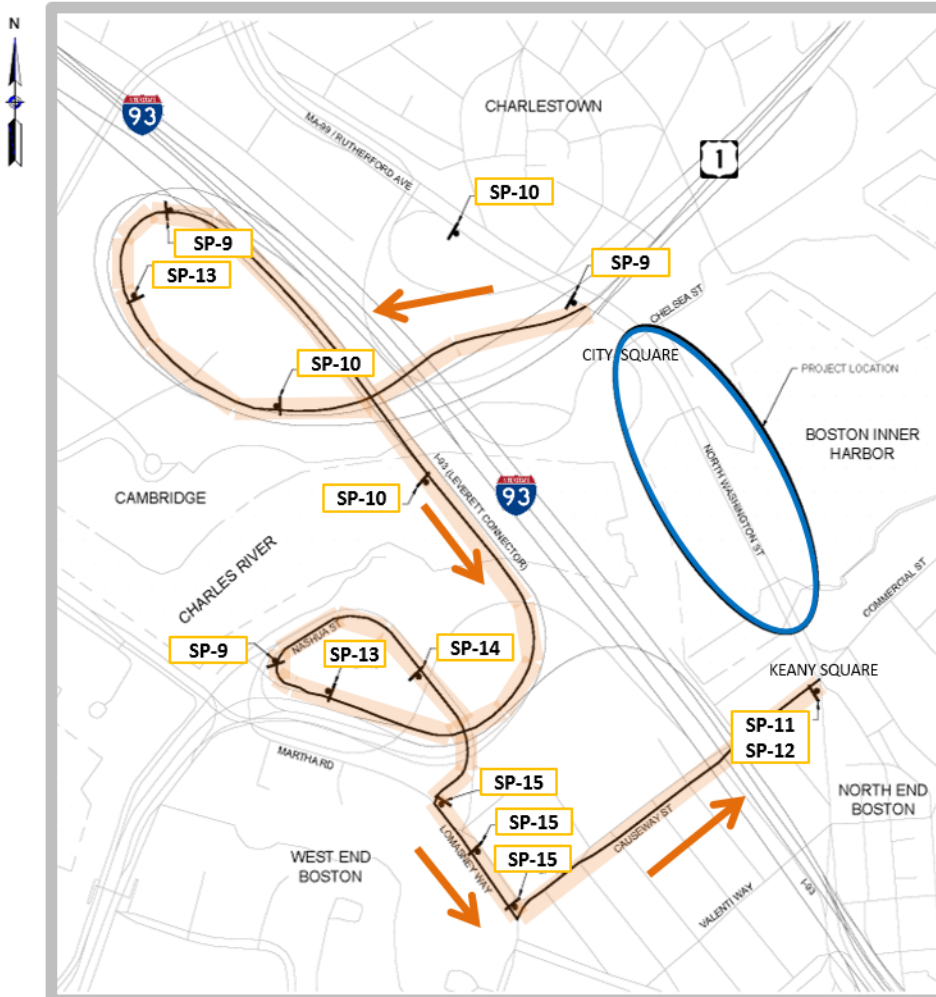 N
INTERSTATE
93
CHARLESTOWN
MA-99 / RUTHERFORD AVE
1
SP-10
SP-9
SP-9
SP-13
CHELSEA ST
CITY SQUARE
SP-10
PROJECT LOCATION
BOSTON INNER
HARBOR
I-93 (LEVERETT CONNECTOR)
INTERSTATE
93
NORTH WASHINGTON ST
CAMBRIDGE
SP-10
CHARLES RIVER
COMMERCIAL ST
NASHUA ST
SP-9
SP-13
SP-14
KEANY SQUARE
SP-11
SP-12
MARTHA RD
SP-15
NORTH END
BOSTON
SP-15
LOMASNEY WAY
CAUSEWAY ST
WEST END
BOSTON
SP-15
VALENTI WAY
I-93